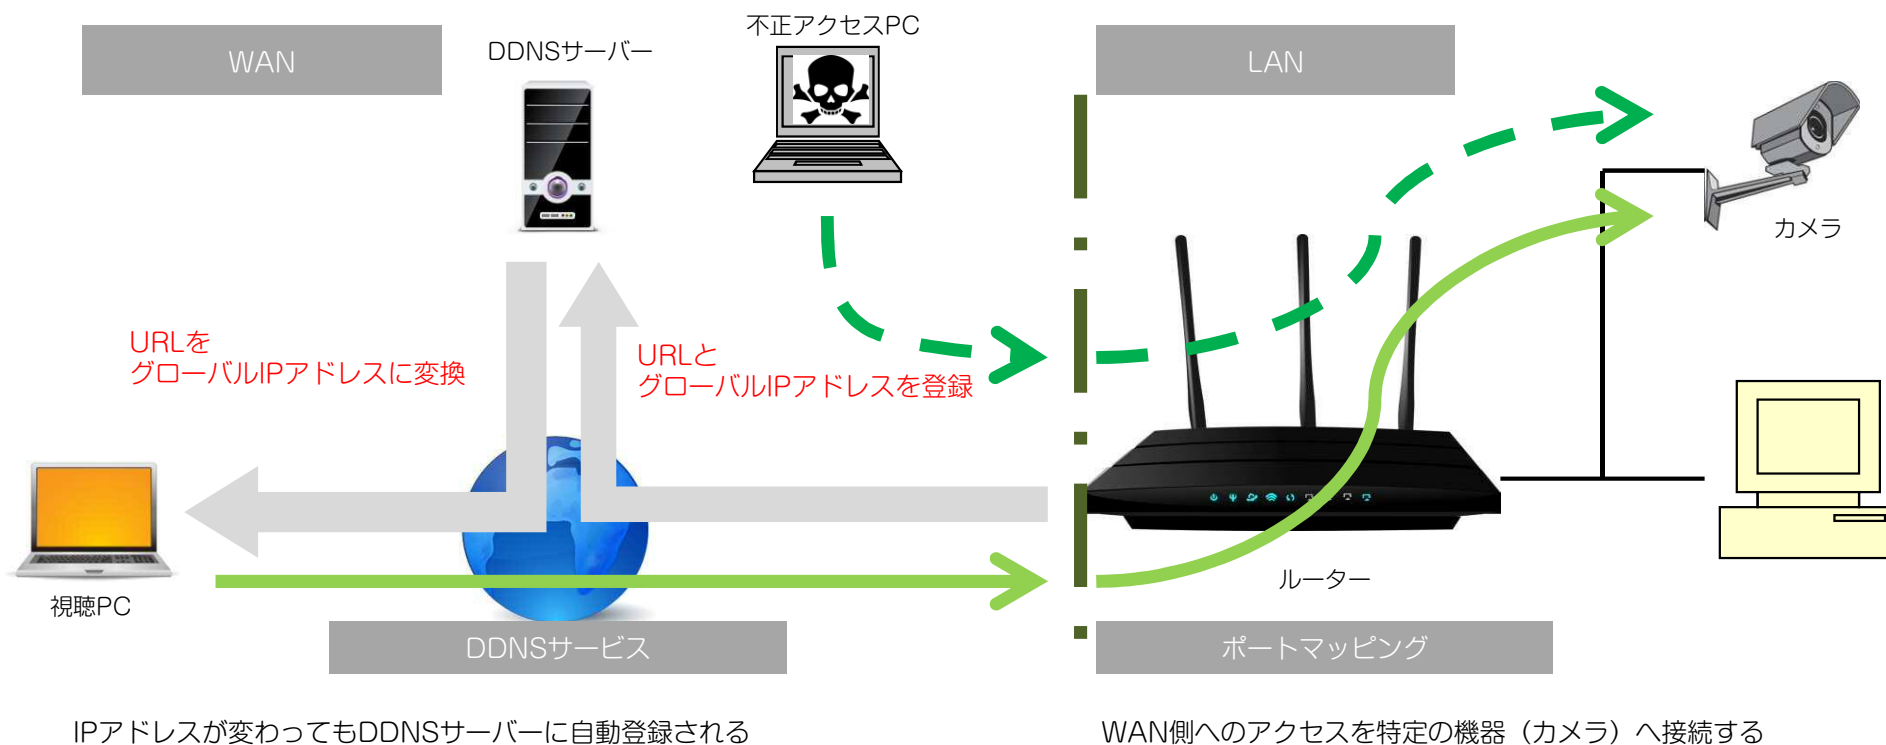 WAN
DDNSサーバー
不正アクセスPC
LAN
カメラ
URLを
グローバルIPアドレスに変換
URLと
グローバルIPアドレスを登録
視聴PC
ルーター
DDNSサービス
ポートマッピング
IPアドレスが変わってもDDNSサーバーに自動登録される
WAN側へのアクセスを特定の機器（カメラ）へ接続する